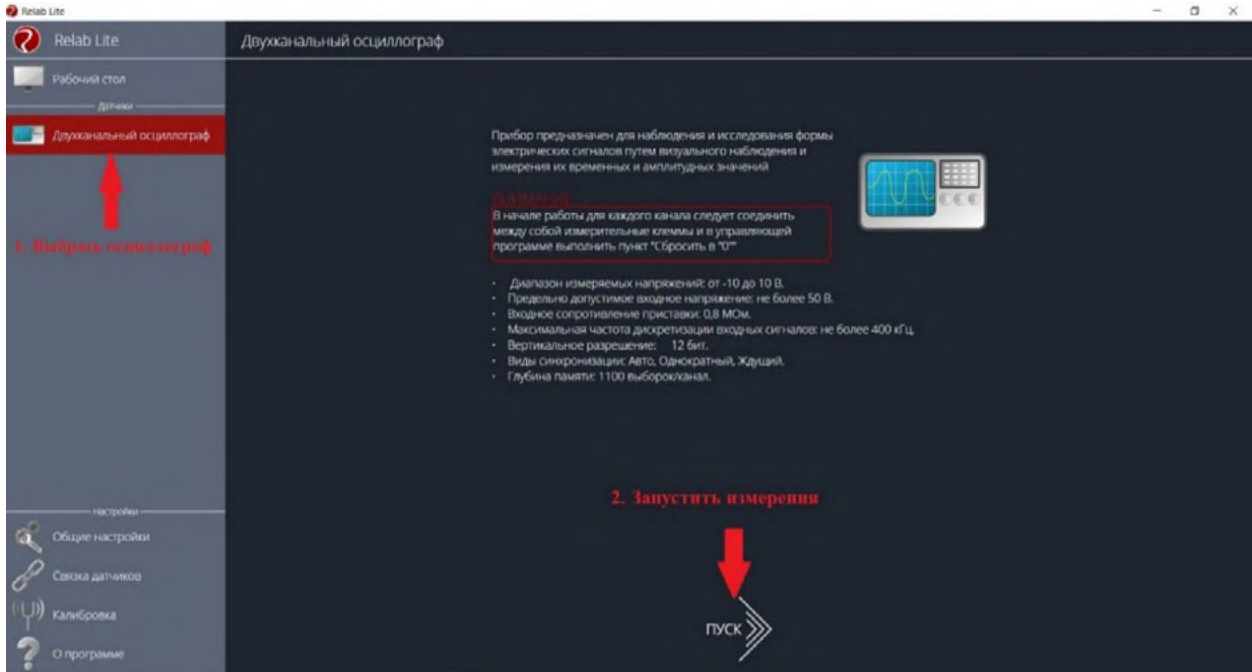 Relab Lite
Relab Lite
Двухканальный осциллограф
Рабочий стол
Датчики
Двухканальный осциллограф
1. Выбрать осциллограф
Прибор предназначен для наблюдения и исследования формы
электрических сигналов путем визуального наблюдения и
измерения их временных и амплитудных значений
ВНИМАНИЕ
В начале работы для каждого канала следует соединить
между собой измерительные клеммы и в управляющей
программе выполнить пункт "Сбросить в "0""
• Диапазон измеряемых напряжений: от -10 до 10 В.
• Предельно допустимое входное напряжение: не более 50 В.
• Входное сопротивление приставки: 0,8 МОм.
• Максимальная частота дискретизации входных сигналов: не более 400 кГц.
• Вертикальное разрешение: 12 бит.
• Виды синхронизации: Авто, Однократный, Ждущий.
• Глубина памяти: 1100 выборок/канал.
2. Запустить измерения
ПУСК
Настройки
Общие настройки
Связка датчиков
Калибровка
О программе